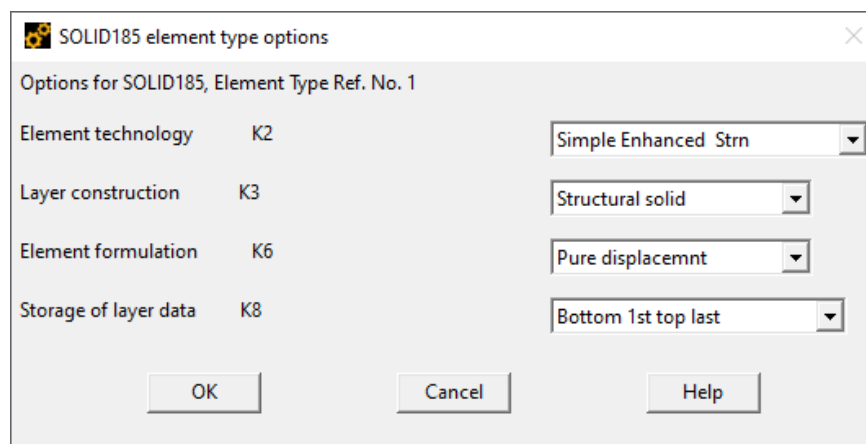 SOLID185 element type options
Options for SOLID185, Element Type Ref. No. 1
Element technology K2 Simple Enhanced  Strn
Layer construction K3 Structural solid
Element formulation K6 Pure displacemnt
Storage of layer data K8 Bottom 1st top last
OK Cancel Help